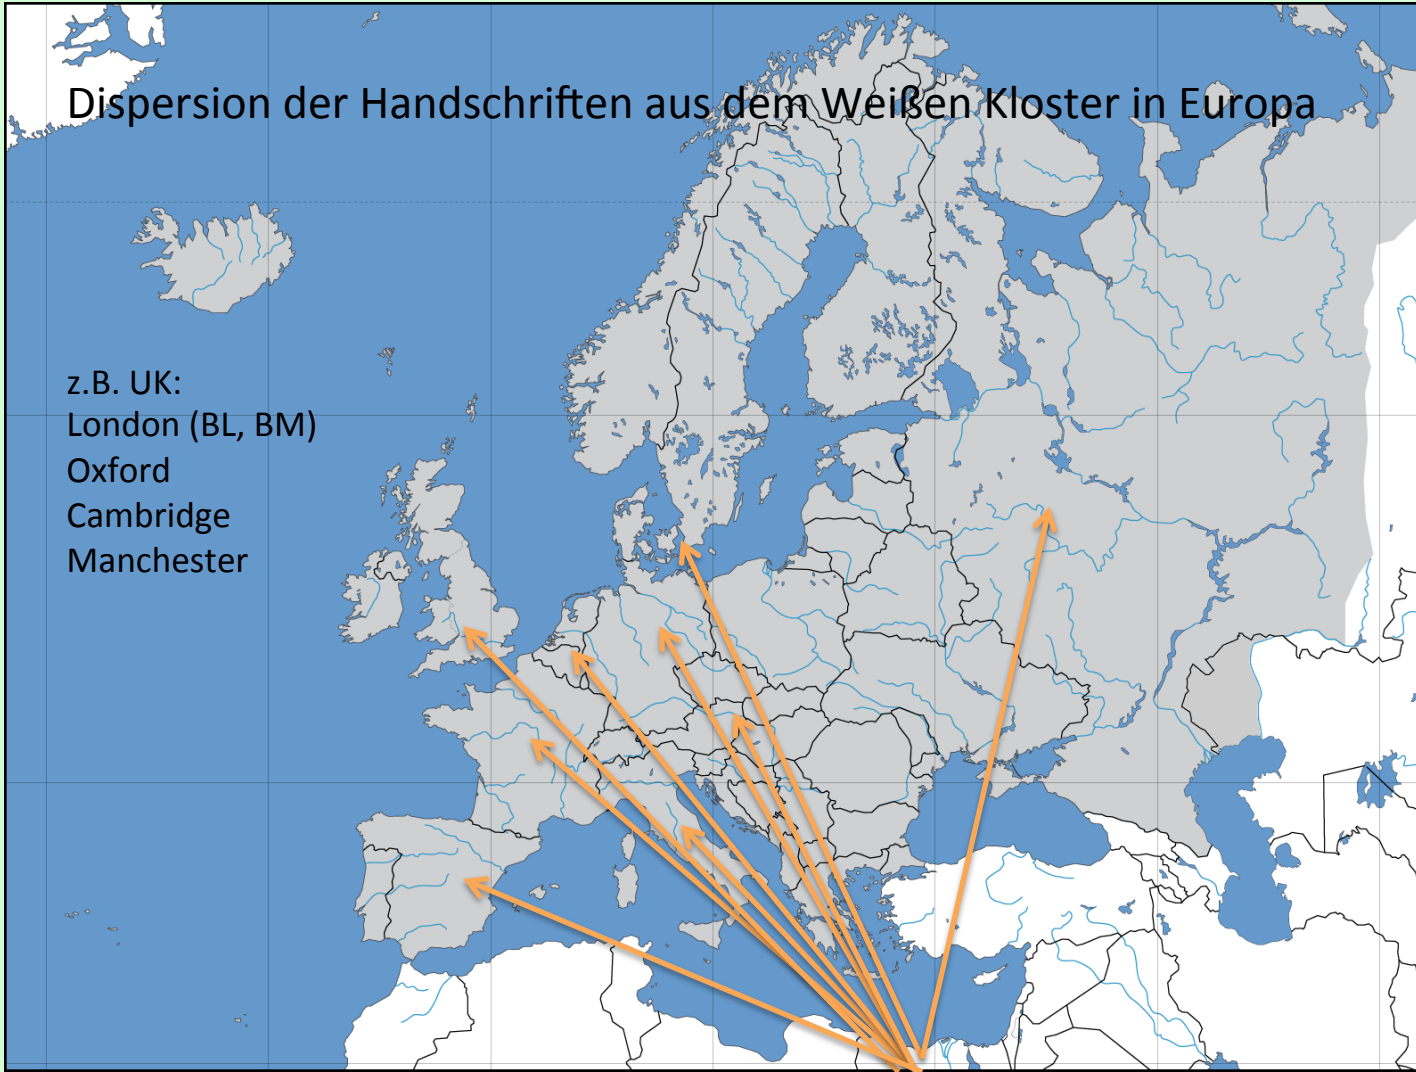 Dispersion der Handschriften aus dem Weißen Kloster in Europa
z.B. UK:
London (BL, BM)
Oxford
Cambridge
Manchester